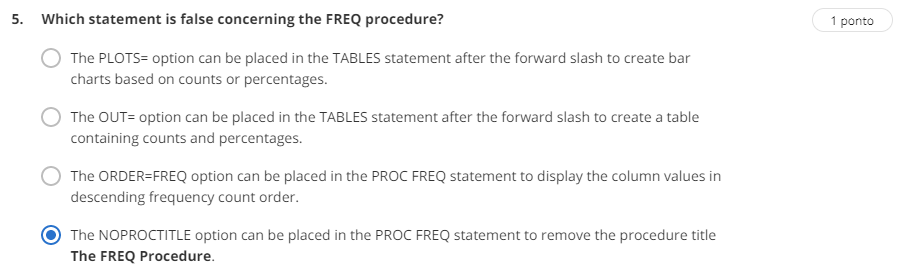 5. Which statement is false concerning the FREQ procedure?
1 ponto
The PLOTS= option can be placed in the TABLES statement after the forward slash to create bar
charts based on counts or percentages.
The OUT= option can be placed in the TABLES statement after the forward slash to create a table
containing counts and percentages.
The ORDER=FREQ option can be placed in the PROC FREQ statement to display the column values in
descending frequency count order.
The NOPROCTITLE option can be placed in the PROC FREQ statement to remove the procedure title
The FREQ Procedure.